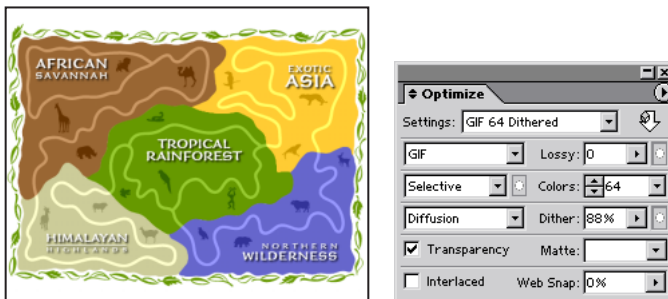 AFRICAN
SAVANNAH
EXOTIC
ASIA
TROPICAL
RAINFOREST
HIMALAYAN
HIGHLANDS
NORTHERN
WILDERNESS
Optimize
Settings: GIF 64 Dithered
GIF Lossy: 0
Selective Colors: 64
Diffusion Dither: 88%
Transparency Matte:
Interlaced Web Snap: 0%